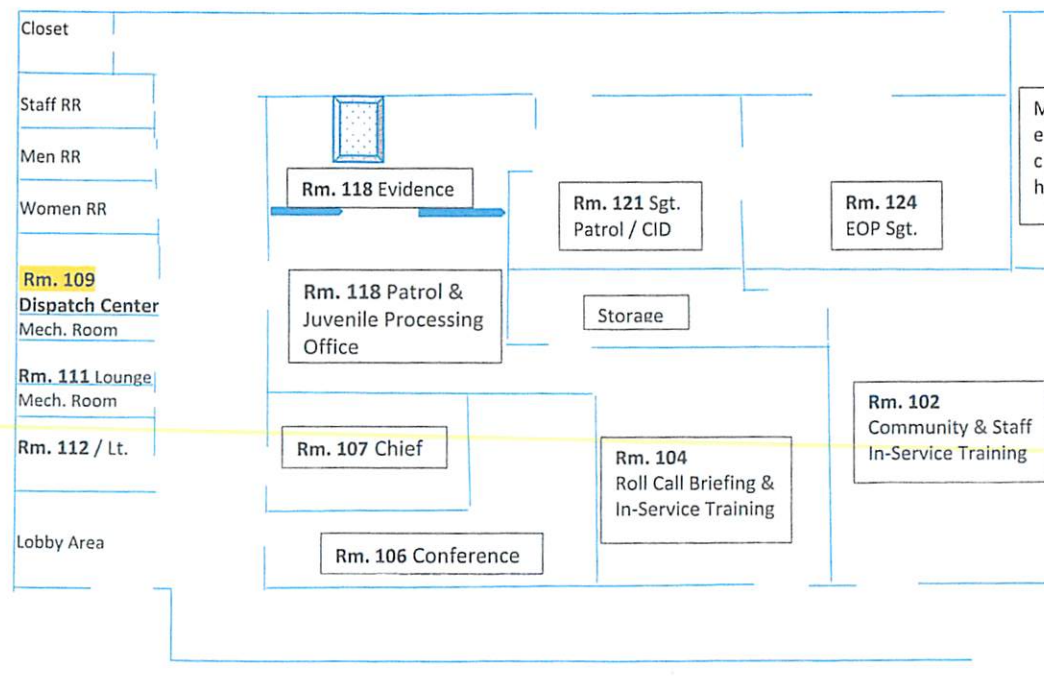 Closet
Staff RR
Men RR
Women RR
Rm. 109
Dispatch Center
Mech. Room
Rm. 111 Lounge
Mech. Room
Rm. 112 / Lt.
Lobby Area
Rm. 118 Evidence
Rm. 118 Patrol &
Juvenile Processing
Office
Rm. 107 Chief
Rm. 106 Conference
Rm. 121 Sgt.
Patrol / CID
Storage
Rm. 104
Roll Call Briefing &
In-Service Training
Rm. 124
EOP Sgt.
Rm. 102
Community & Staff
In-Service Training